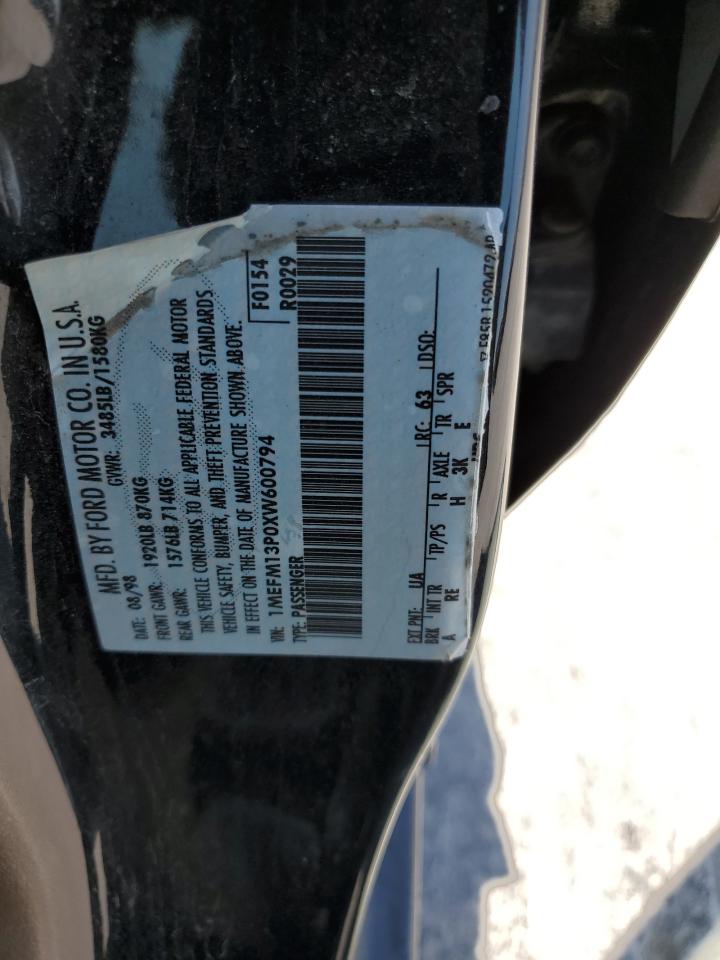 MFD. BY FORD MOTOR CO. IN U.S.A.
DATE: 08/98 GVWR: 3485LB/1580KG
FRONT GAWR: 1920LB 870KG
REAR GAWR: 1576LB 714KG
THIS VEHICLE CONFORMS TO ALL APPLICABLE FEDERAL MOTOR
VEHICLE SAFETY, BUMPER, AND THEFT PREVENTION STANDARDS
IN EFFECT ON THE DATE OF MANUFACTURE SHOWN ABOVE.
VIN: 1MEFM13P0XW600794 F0154
TYPE: PASSENGER R0029
EXT PNT: UA RC: 63 DSO:
BRK INT TR TP/PS R AXLE TR SPR
A RE H 3K E